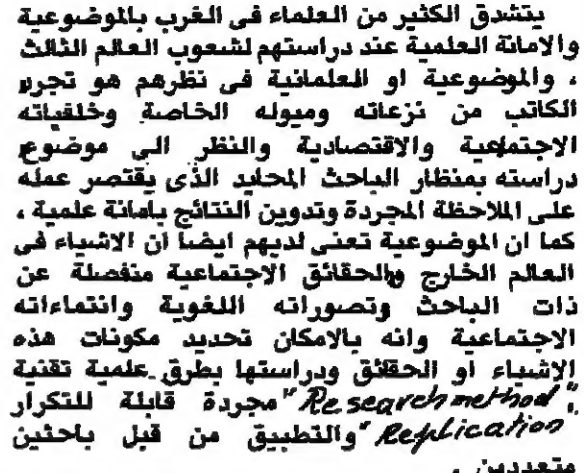 يتشدق الكثير من العلماء فى الغرب بالموضوعية
والامانة العلمية عند دراستهم لشعوب العالم الثالث
، والموضوعية او العلمانية فى نظرهم هو تجرير
الكاتب من نزعاته وميوله الخاصة وخلفياته
الاجتماعية والاقتصادية والنظر الى موضوع
دراسته بمنظار الباحث المحايد الذى يقتصر عمله
على الملاحظة المجردة وتدوين النتائج بامانة علمية ،
كما ان الموضوعية تعنى لديهم ايضا ان الاشياء فى
العالم الخارج والحقائق الاجتماعية منفصلة عن
ذات الباحث وتصوراته اللغوية وانتماءاته
الاجتماعية وانه بالامكان تحديد مكونات هذه
الاشياء او الحقائق ودراستها بطرق علمية تقنية
"Research method" مجردة قابلة للتكرار
"Replication" والتطبيق من قبل باحثين
متعددين .